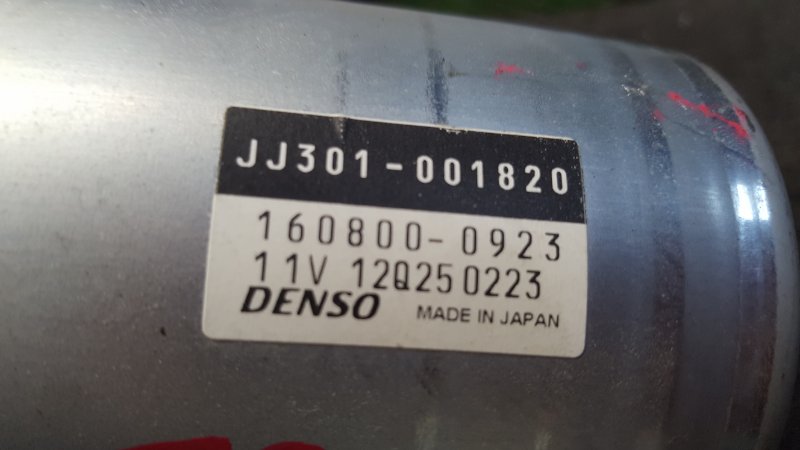 JJ301-001820
160800-0923
11V 12Q250223
DENSO MADE IN JAPAN